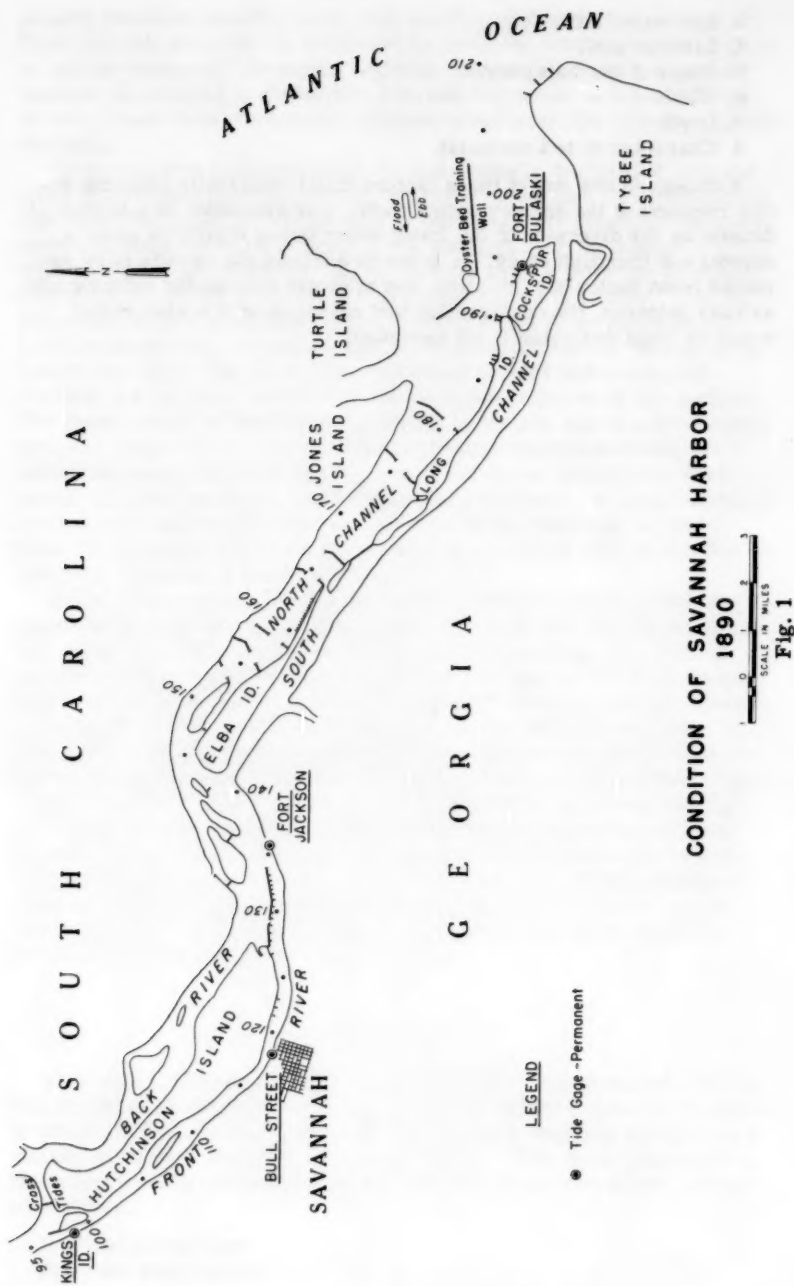 ATLANTIC OCEAN
SOUTH CAROLINA
GEORGIA
N
TURTLE
ISLAND
JONES
ISLAND
TYBEE
ISLAND
Flood
Ebb
Oyster Bed Training
Wall
FORT
PULASKI
COCKSPUR
ID.
LONG
ID.
NORTH
CHANNEL
SOUTH
CHANNEL
ELBA ID.
FORT
JACKSON
BACK
RIVER
HUTCHINSON
ISLAND
FRONT
RIVER
BULL STREET
SAVANNAH
Cross
Tides
KINGS
ID.
95
100
110
120
130
140
150
160
170
180
190
200
210
LEGEND
Tide Gage - Permanent
CONDITION OF SAVANNAH HARBOR
1890
1 0 1 2 3
SCALE IN MILES
Fig. 1